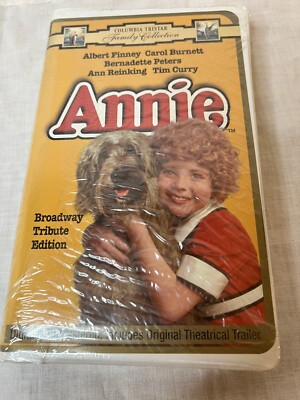 COLUMBIA TRISTAR
Family Collection
Albert Finney Carol Burnett
Bernadette Peters
Ann Reinking Tim Curry
Annie
TM
Broadway
Tribute
Edition
Original Theatrical Trailer